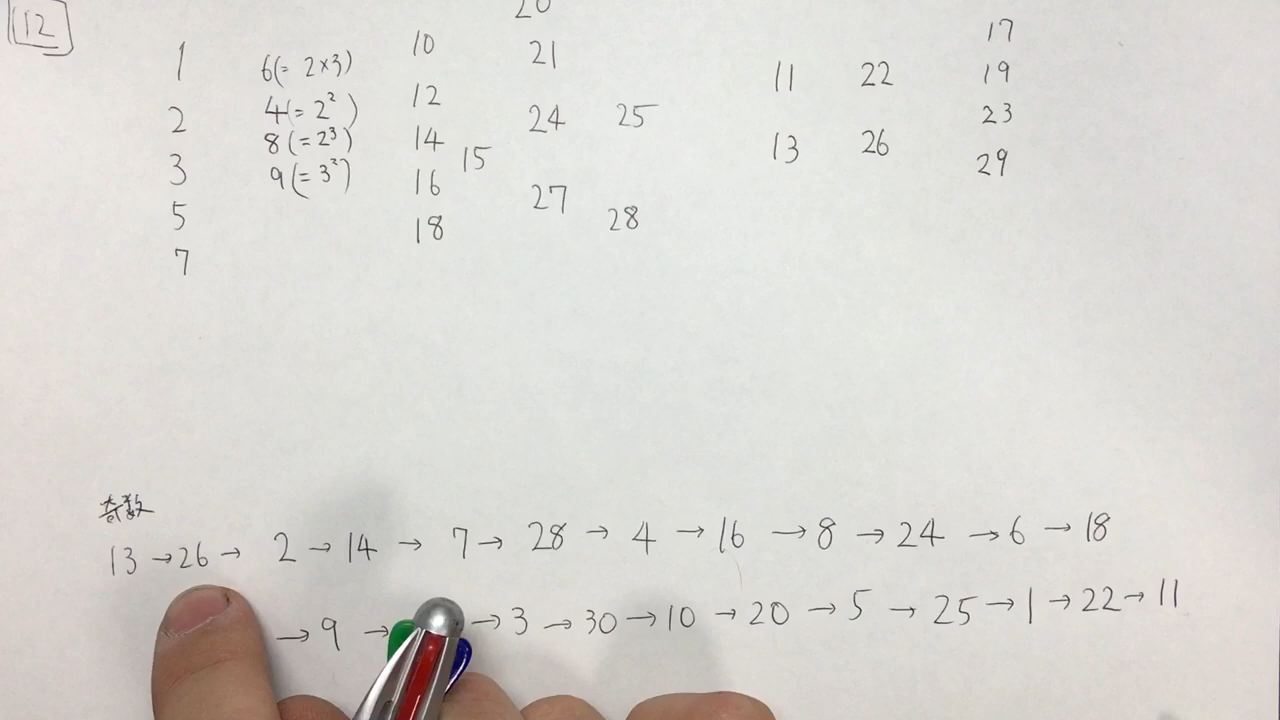 12
1 6(= 2×3) 10 20 17
2 4(= 2²) 12 21 11 22 19
3 8(= 2³) 14 15 24 25 13 26 23
5 9(= 3²) 16 27 28 29
7 18
奇数
13 → 26 → 2 → 14 → 7 → 28 → 4 → 16 → 8 → 24 → 6 → 18
→ 9 → → 3 → 30 → 10 → 20 → 5 → 25 → 1 → 22 → 11